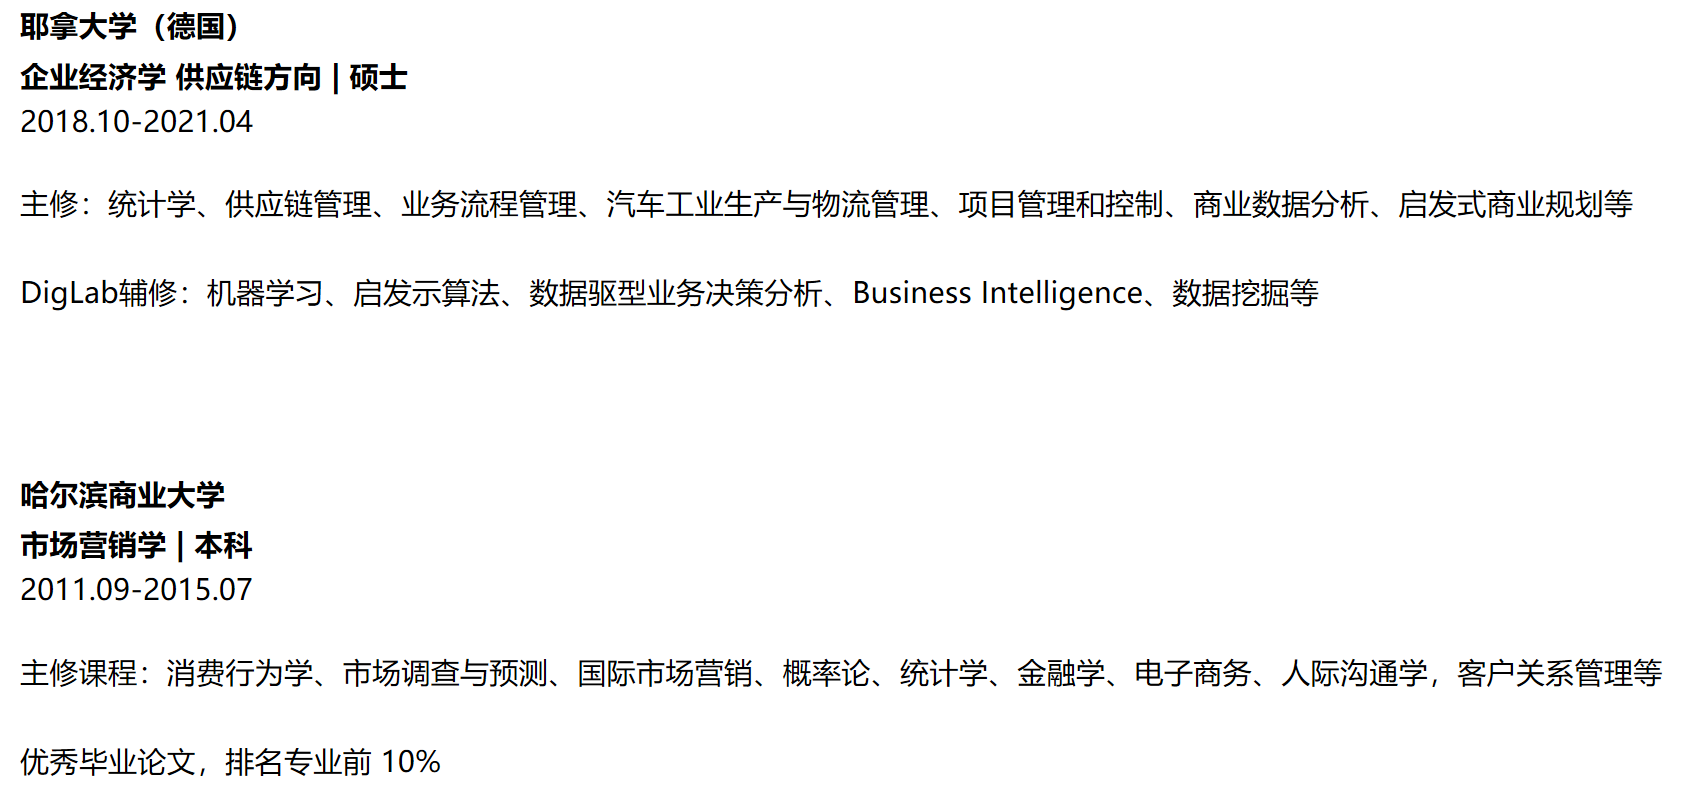 耶拿大学（德国）
企业经济学 供应链方向 | 硕士
2018.10-2021.04
主修：统计学、供应链管理、业务流程管理、汽车工业生产与物流管理、项目管理和控制、商业数据分析、启发式商业规划等
DigLab辅修：机器学习、启发示算法、数据驱型业务决策分析、Business Intelligence、数据挖掘等
哈尔滨商业大学
市场营销学 | 本科
2011.09-2015.07
主修课程：消费行为学、市场调查与预测、国际市场营销、概率论、统计学、金融学、电子商务、人际沟通学，客户关系管理等
优秀毕业论文，排名专业前 10%